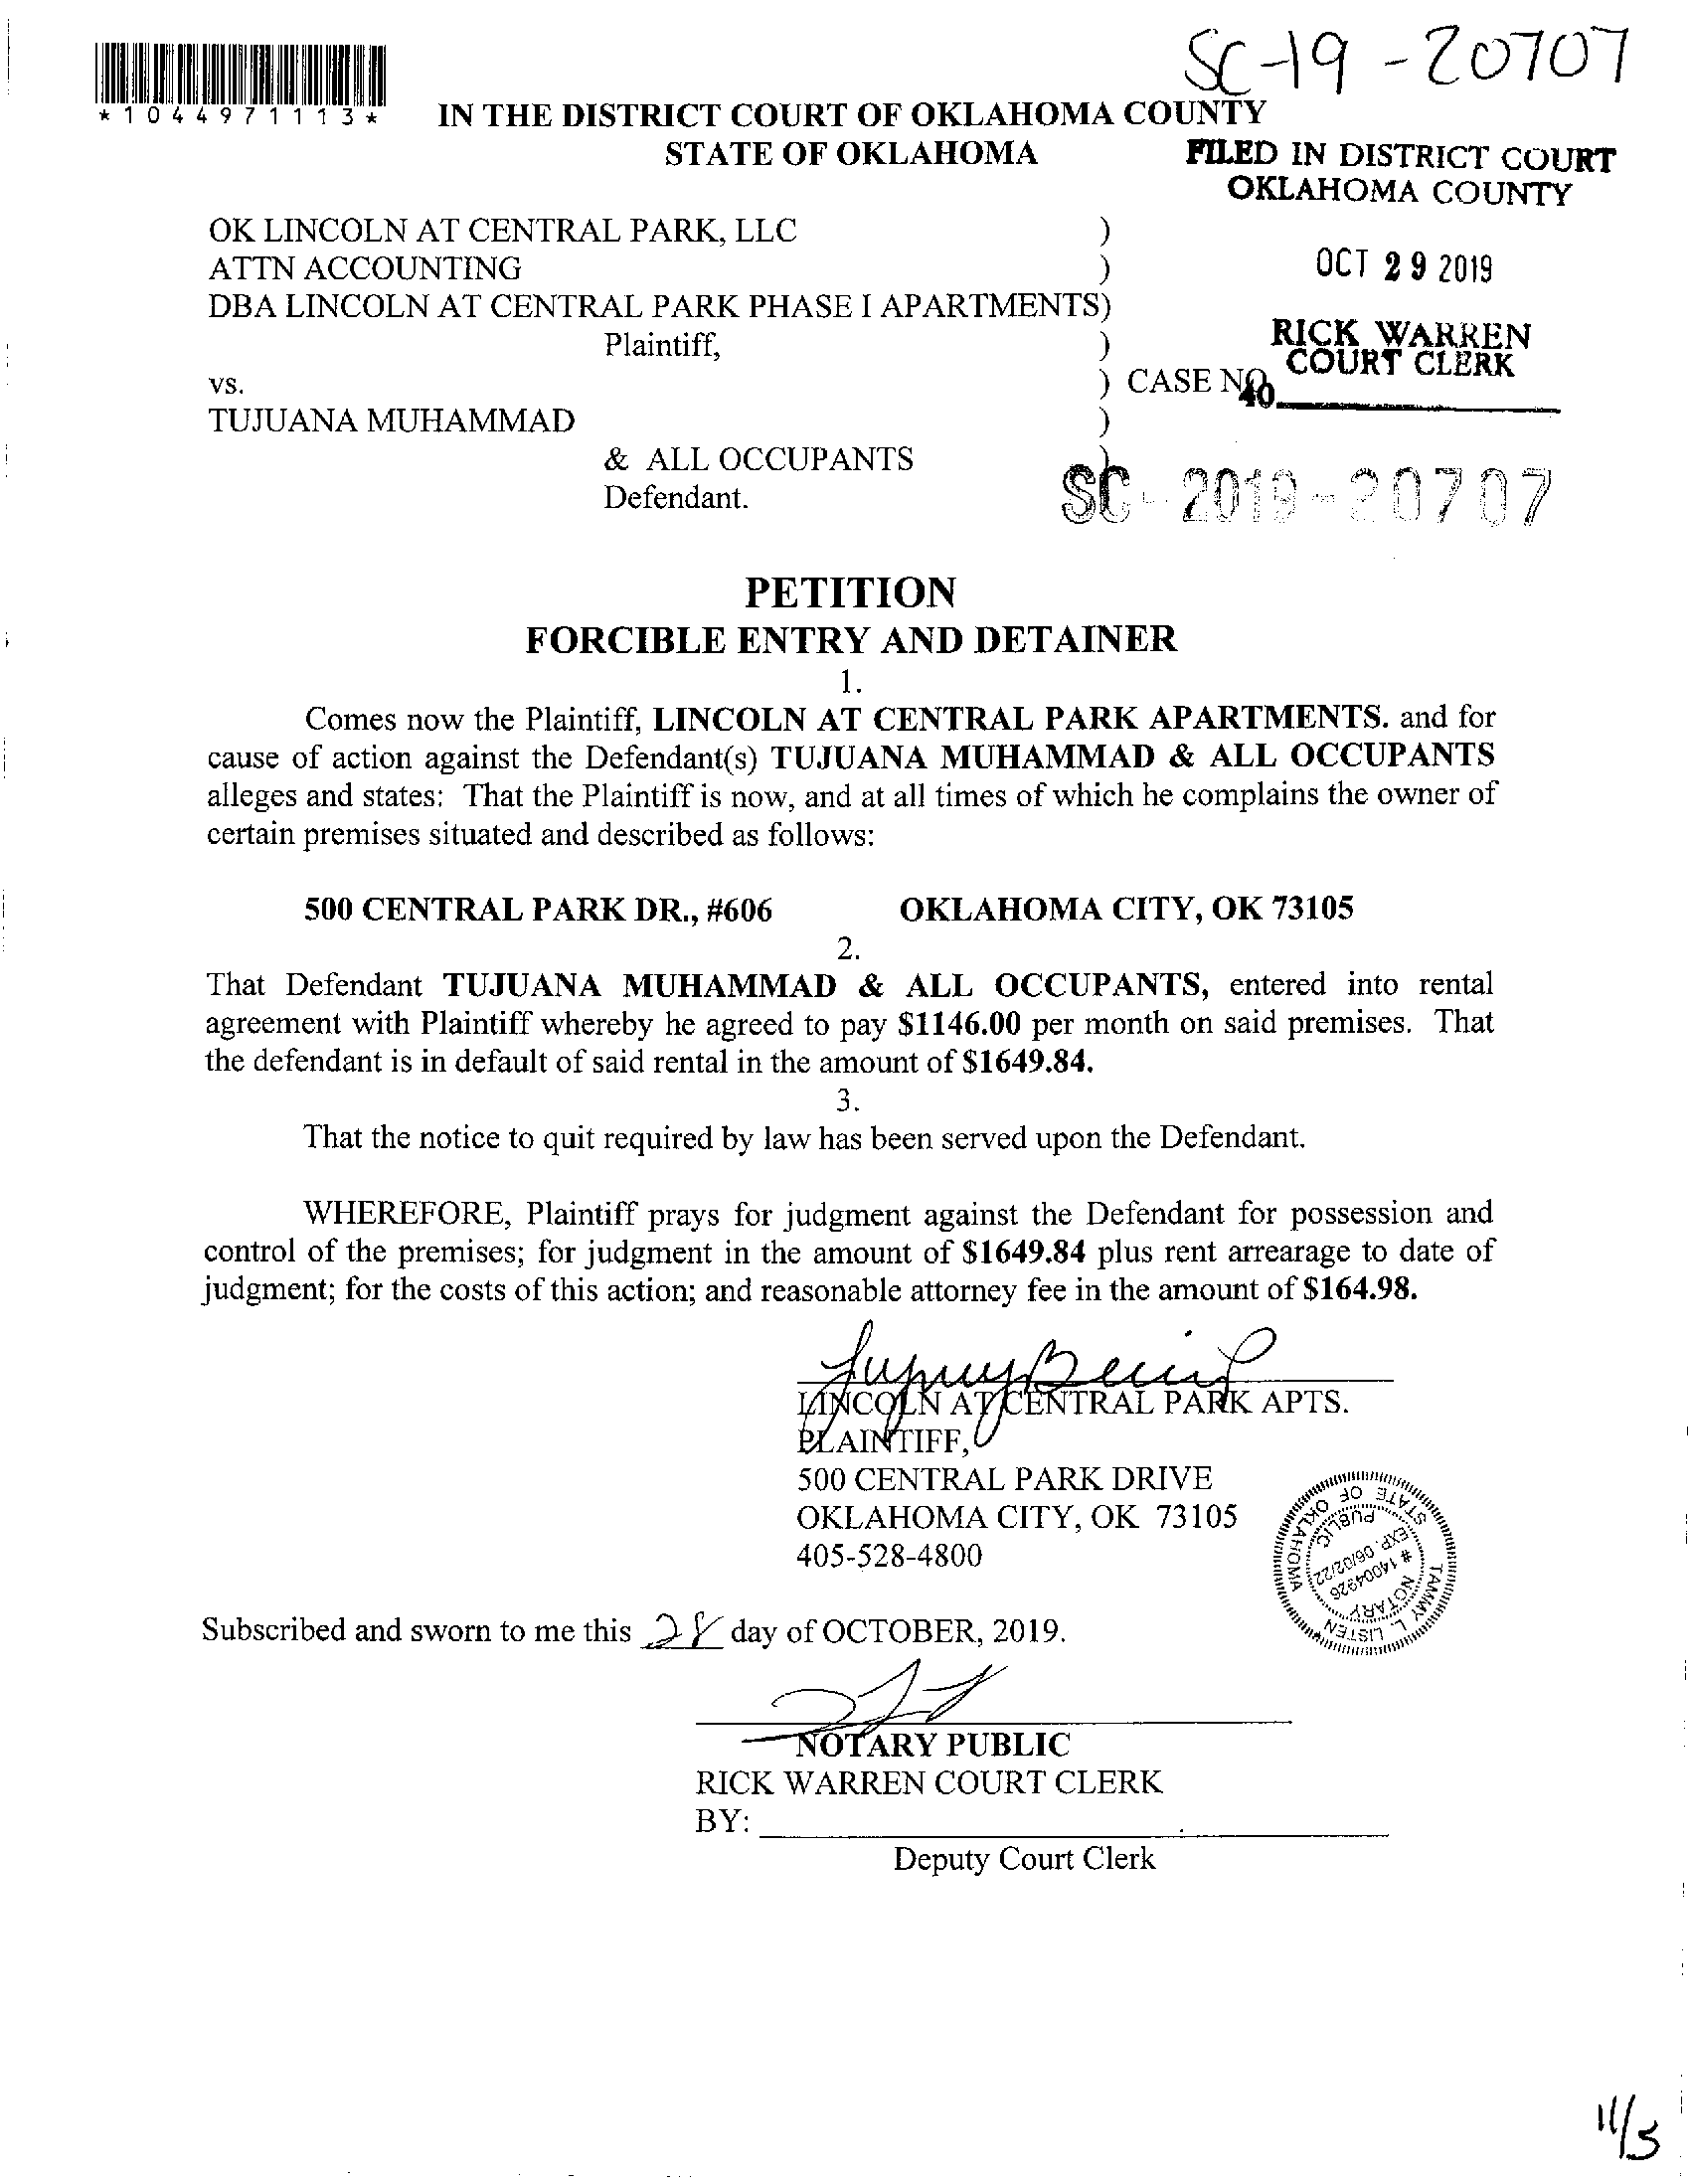 SC-19-20707
*1044971113*
IN THE DISTRICT COURT OF OKLAHOMA COUNTY
STATE OF OKLAHOMA
FILED IN DISTRICT COURT
OKLAHOMA COUNTY
OK LINCOLN AT CENTRAL PARK, LLC )
ATTN ACCOUNTING )
OCT 29 2019
DBA LINCOLN AT CENTRAL PARK PHASE I APARTMENTS)
Plaintiff, )
RICK WARREN
COURT CLERK
vs. ) CASE NO.
40
TUJUANA MUHAMMAD )
& ALL OCCUPANTS )
Defendant.
SC-2019-20707
PETITION
FORCIBLE ENTRY AND DETAINER
1.
Comes now the Plaintiff, LINCOLN AT CENTRAL PARK APARTMENTS. and for
cause of action against the Defendant(s) TUJUANA MUHAMMAD & ALL OCCUPANTS
alleges and states: That the Plaintiff is now, and at all times of which he complains the owner of
certain premises situated and described as follows:
500 CENTRAL PARK DR., #606 OKLAHOMA CITY, OK 73105
2.
That Defendant TUJUANA MUHAMMAD & ALL OCCUPANTS, entered into rental
agreement with Plaintiff whereby he agreed to pay $1146.00 per month on said premises. That
the defendant is in default of said rental in the amount of $1649.84.
3.
That the notice to quit required by law has been served upon the Defendant.
WHEREFORE, Plaintiff prays for judgment against the Defendant for possession and
control of the premises; for judgment in the amount of $1649.84 plus rent arrearage to date of
judgment; for the costs of this action; and reasonable attorney fee in the amount of $164.98.
LINCOLN AT CENTRAL PARK APTS.
PLAINTIFF,
500 CENTRAL PARK DRIVE
OKLAHOMA CITY, OK 73105
405-528-4800
TAMMY L. LISTEN
NOTARY
# 14004926
EXP. 06/02/22
PUBLIC
STATE OF OKLAHOMA
Subscribed and sworn to me this 28 day of OCTOBER, 2019.
NOTARY PUBLIC
RICK WARREN COURT CLERK
BY:
Deputy Court Clerk
11/5